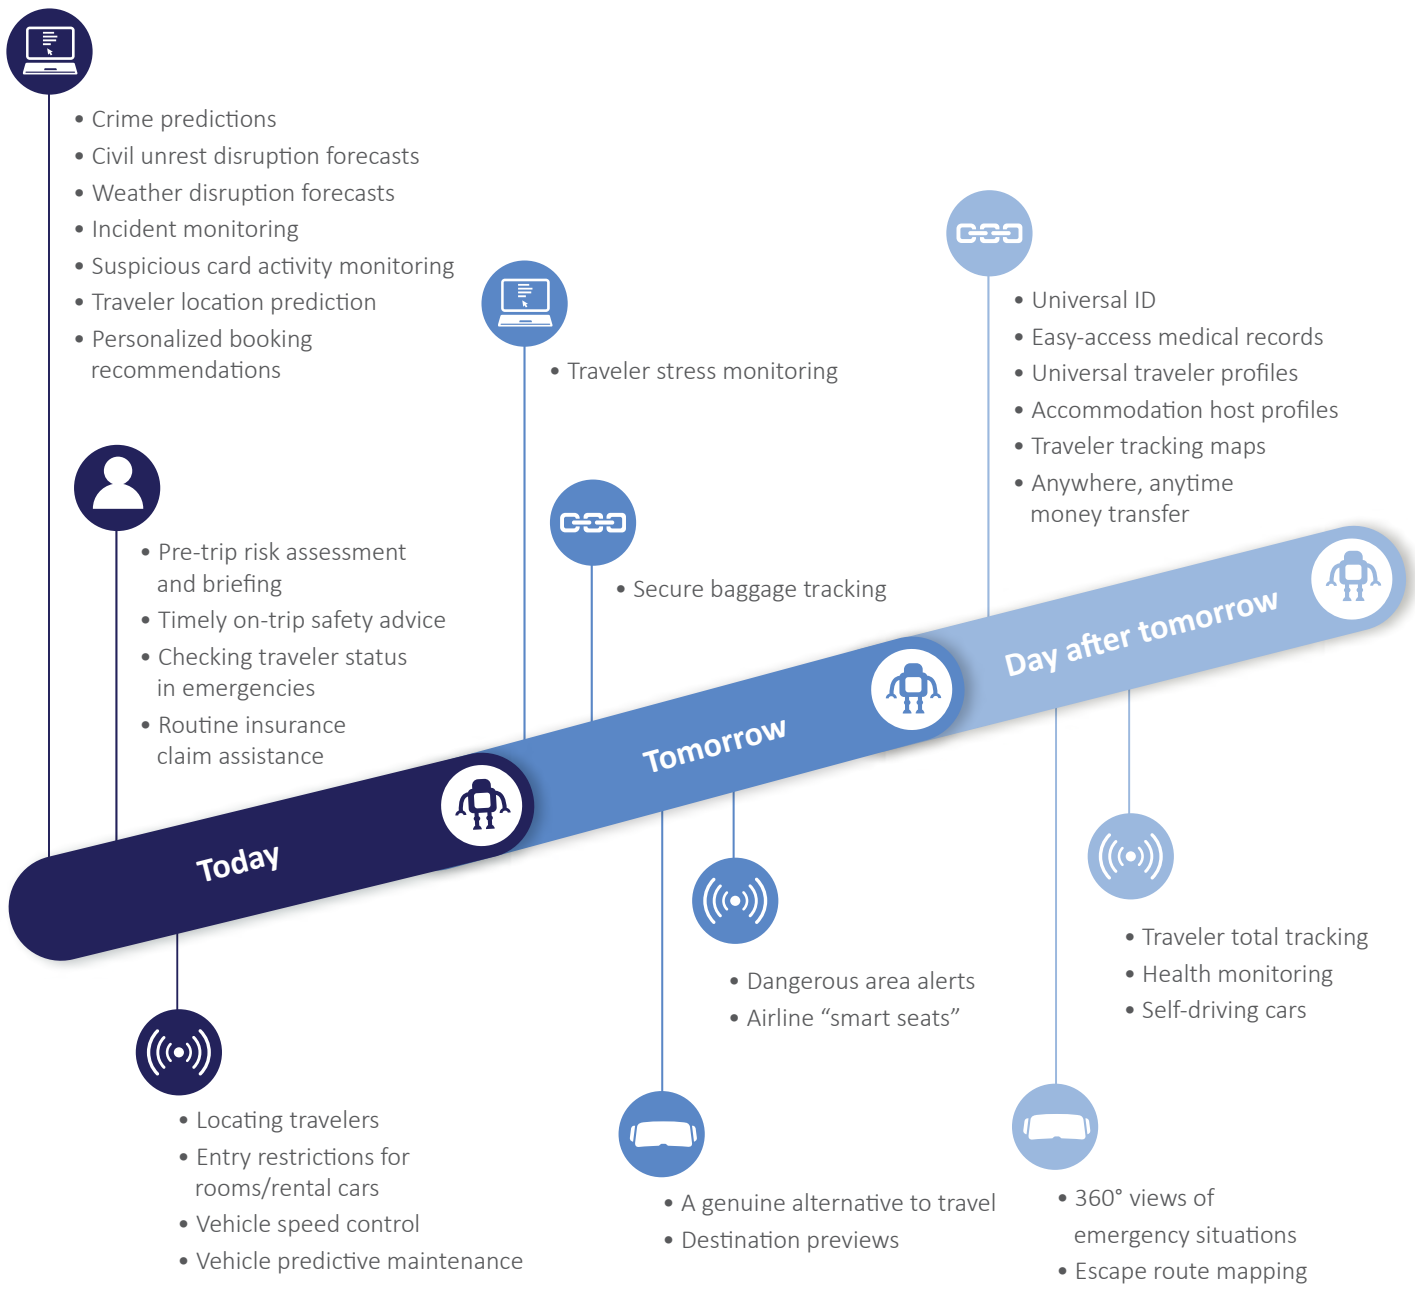 • Crime predictions
• Civil unrest disruption forecasts
• Weather disruption forecasts
• Incident monitoring
• Suspicious card activity monitoring
• Traveler location prediction
• Personalized booking
recommendations
• Pre-trip risk assessment
and briefing
• Timely on-trip safety advice
• Checking traveler status
in emergencies
• Routine insurance
claim assistance
Today
• Locating travelers
• Entry restrictions for
rooms/rental cars
• Vehicle speed control
• Vehicle predictive maintenance
• Traveler stress monitoring
• Secure baggage tracking
Tomorrow
• Dangerous area alerts
• Airline “smart seats”
• A genuine alternative to travel
• Destination previews
• Universal ID
• Easy-access medical records
• Universal traveler profiles
• Accommodation host profiles
• Traveler tracking maps
• Anywhere, anytime
money transfer
Day after tomorrow
• Traveler total tracking
• Health monitoring
• Self-driving cars
• 360° views of
emergency situations
• Escape route mapping